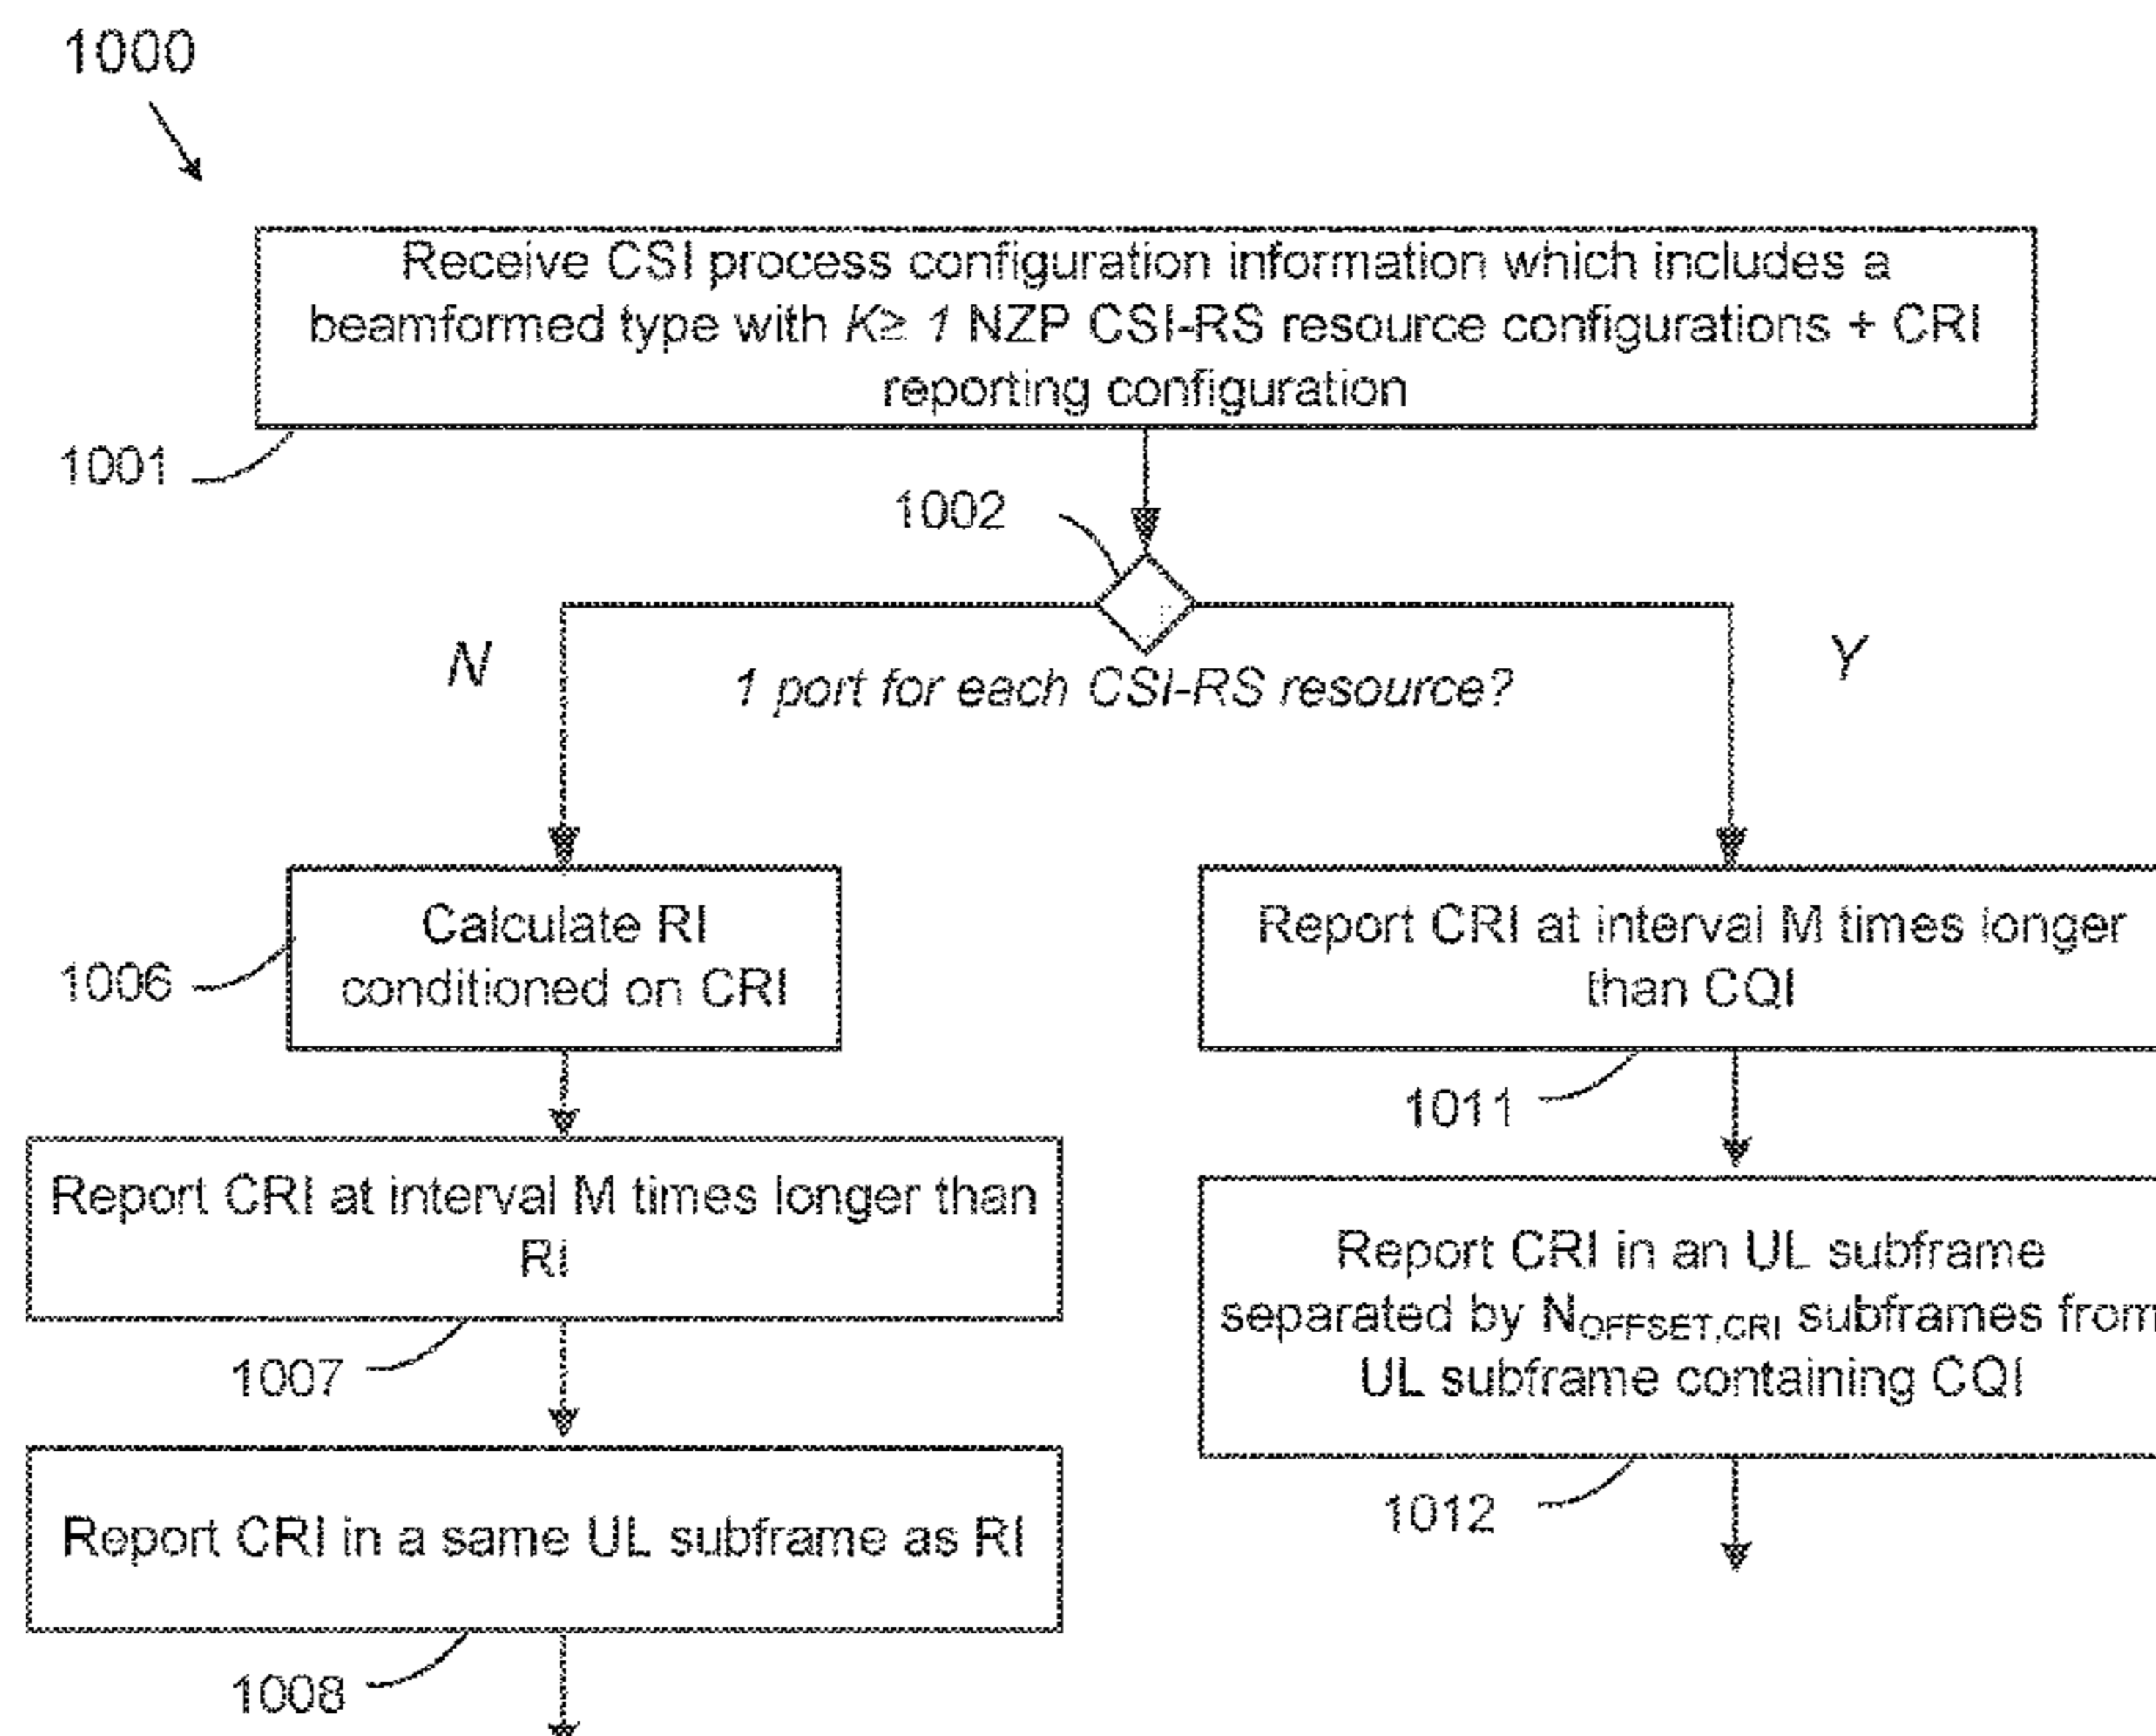 1000
Receive CSI process configuration information which includes a
beamformed type with K≥ 1 NZP CSI-RS resource configurations + CRI
reporting configuration
1001
1002
N
Y
1 port for each CSI-RS resource?
Calculate RI
conditioned on CRI
1006
Report CRI at interval M times longer
than CQI
1011
Report CRI at interval M times longer than
RI
1007
Report CRI in an UL subframe
separated by NOFFSET,CRI subframes from
UL subframe containing CQI
1012
Report CRI in a same UL subframe as RI
1008